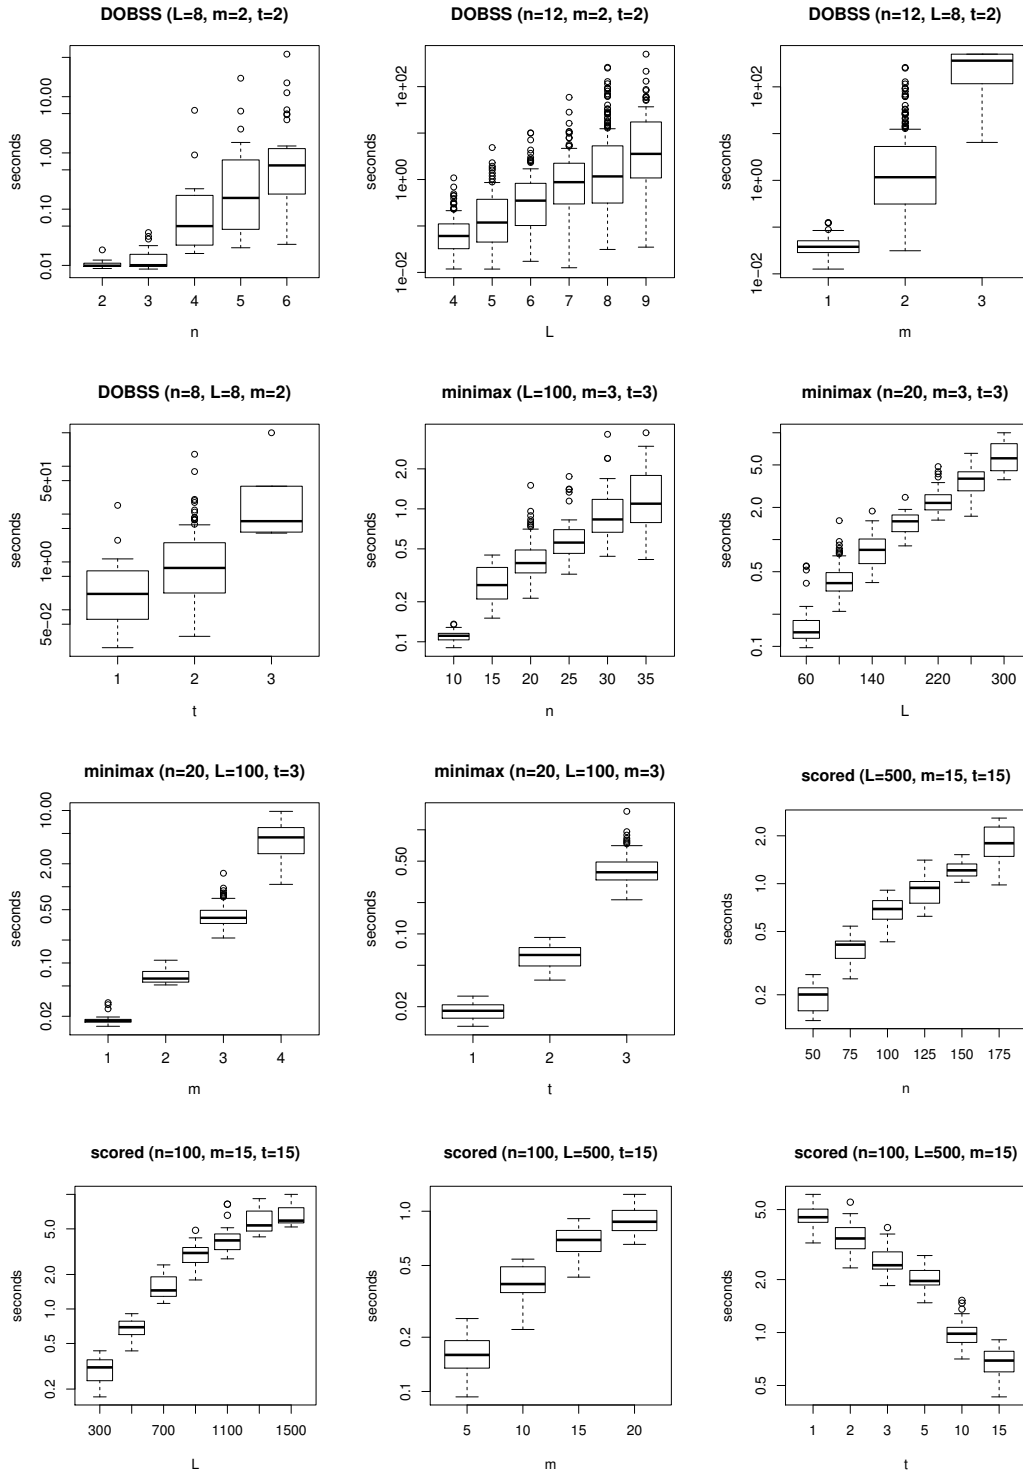 DOBSS (L=8, m=2, t=2)
seconds
0.01 0.10 1.00 10.00
2 3 4 5 6
n
DOBSS (n=12, m=2, t=2)
seconds
1e−02 1e+00 1e+02
4 5 6 7 8 9
L
DOBSS (n=12, L=8, t=2)
seconds
1e−02 1e+00 1e+02
1 2 3
m
DOBSS (n=8, L=8, m=2)
seconds
5e−02 1e+00 5e+01
1 2 3
t
minimax (L=100, m=3, t=3)
seconds
0.1 0.2 0.5 1.0 2.0
10 15 20 25 30 35
n
minimax (n=20, m=3, t=3)
seconds
0.1 0.5 2.0 5.0
60 140 220 300
L
minimax (n=20, L=100, t=3)
seconds
0.02 0.10 0.50 2.00 10.00
1 2 3 4
m
minimax (n=20, L=100, m=3)
seconds
0.02 0.10 0.50
1 2 3
t
scored (L=500, m=15, t=15)
seconds
0.2 0.5 1.0 2.0
50 75 100 125 150 175
n
scored (n=100, m=15, t=15)
seconds
0.2 0.5 1.0 2.0 5.0
300 700 1100 1500
L
scored (n=100, L=500, t=15)
seconds
0.1 0.2 0.5 1.0
5 10 15 20
m
scored (n=100, L=500, m=15)
seconds
0.5 1.0 2.0 5.0
1 2 3 5 10 15
t